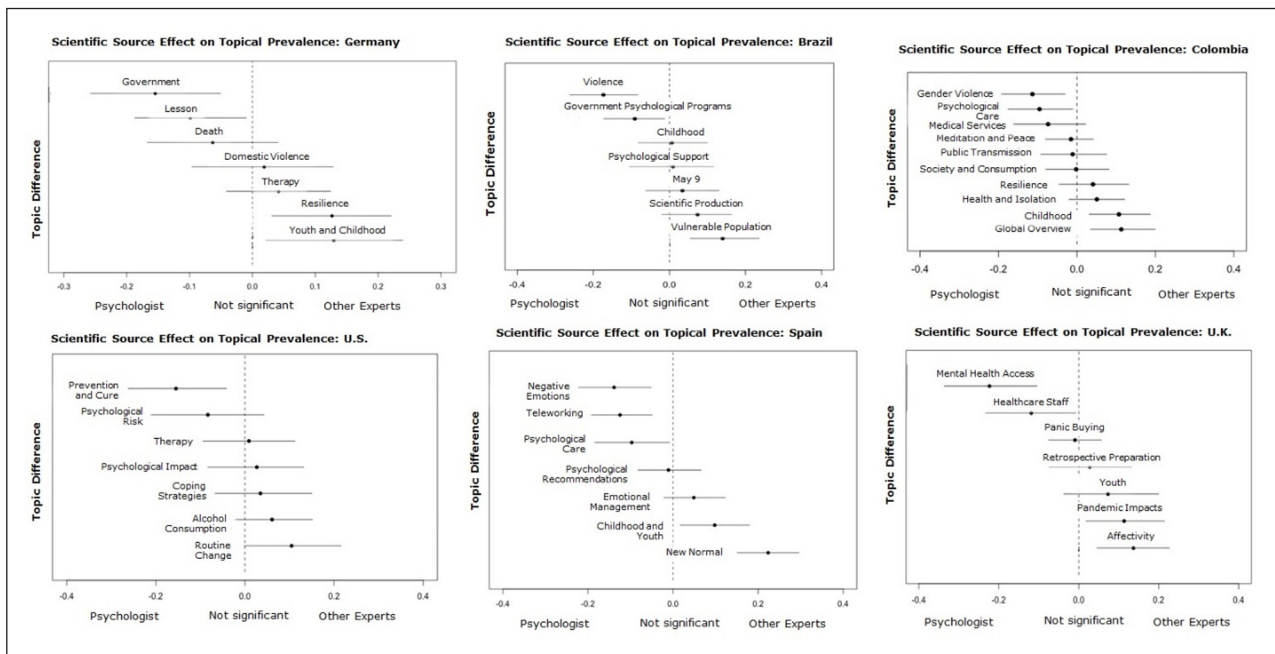 Scientific Source Effect on Topical Prevalence: Germany
Topic Difference
Government
Lesson
Death
Domestic Violence
Therapy
Resilience
Youth and Childhood
-0.3 -0.2 -0.1 0.0 0.1 0.2 0.3
Psychologist Not significant Other Experts
Scientific Source Effect on Topical Prevalence: Brazil
Topic Difference
Violence
Government Psychological Programs
Childhood
Psychological Support
May 9
Scientific Production
Vulnerable Population
-0.4 -0.2 0.0 0.2 0.4
Psychologist Not significant Other Experts
Scientific Source Effect on Topical Prevalence: Colombia
Topic Difference
Gender Violence
Psychological
Care
Medical Services
Meditation and Peace
Public Transmission
Society and Consumption
Resilience
Health and Isolation
Childhood
Global Overview
-0.4 -0.2 0.0 0.2 0.4
Psychologist Not significant Other Experts
Scientific Source Effect on Topical Prevalence: U.S.
Topic Difference
Prevention
and Cure
Psychological
Risk
Therapy
Psychological Impact
Coping
Strategies
Alcohol
Consumption
Routine
Change
-0.4 -0.2 0.0 0.2 0.4
Psychologist Not significant Other Experts
Scientific Source Effect on Topical Prevalence: Spain
Topic Difference
Negative
Emotions
Teleworking
Psychological
Care
Psychological
Recommendations
Emotional
Management
Childhood and
Youth
New Normal
-0.4 -0.2 0.0 0.2 0.4
Psychologist Not significant Other Experts
Scientific Source Effect on Topical Prevalence: U.K.
Topic Difference
Mental Health Access
Healthcare Staff
Panic Buying
Retrospective Preparation
Youth
Pandemic Impacts
Affectivity
-0.4 -0.2 0.0 0.2 0.4
Psychologist Not significant Other Experts